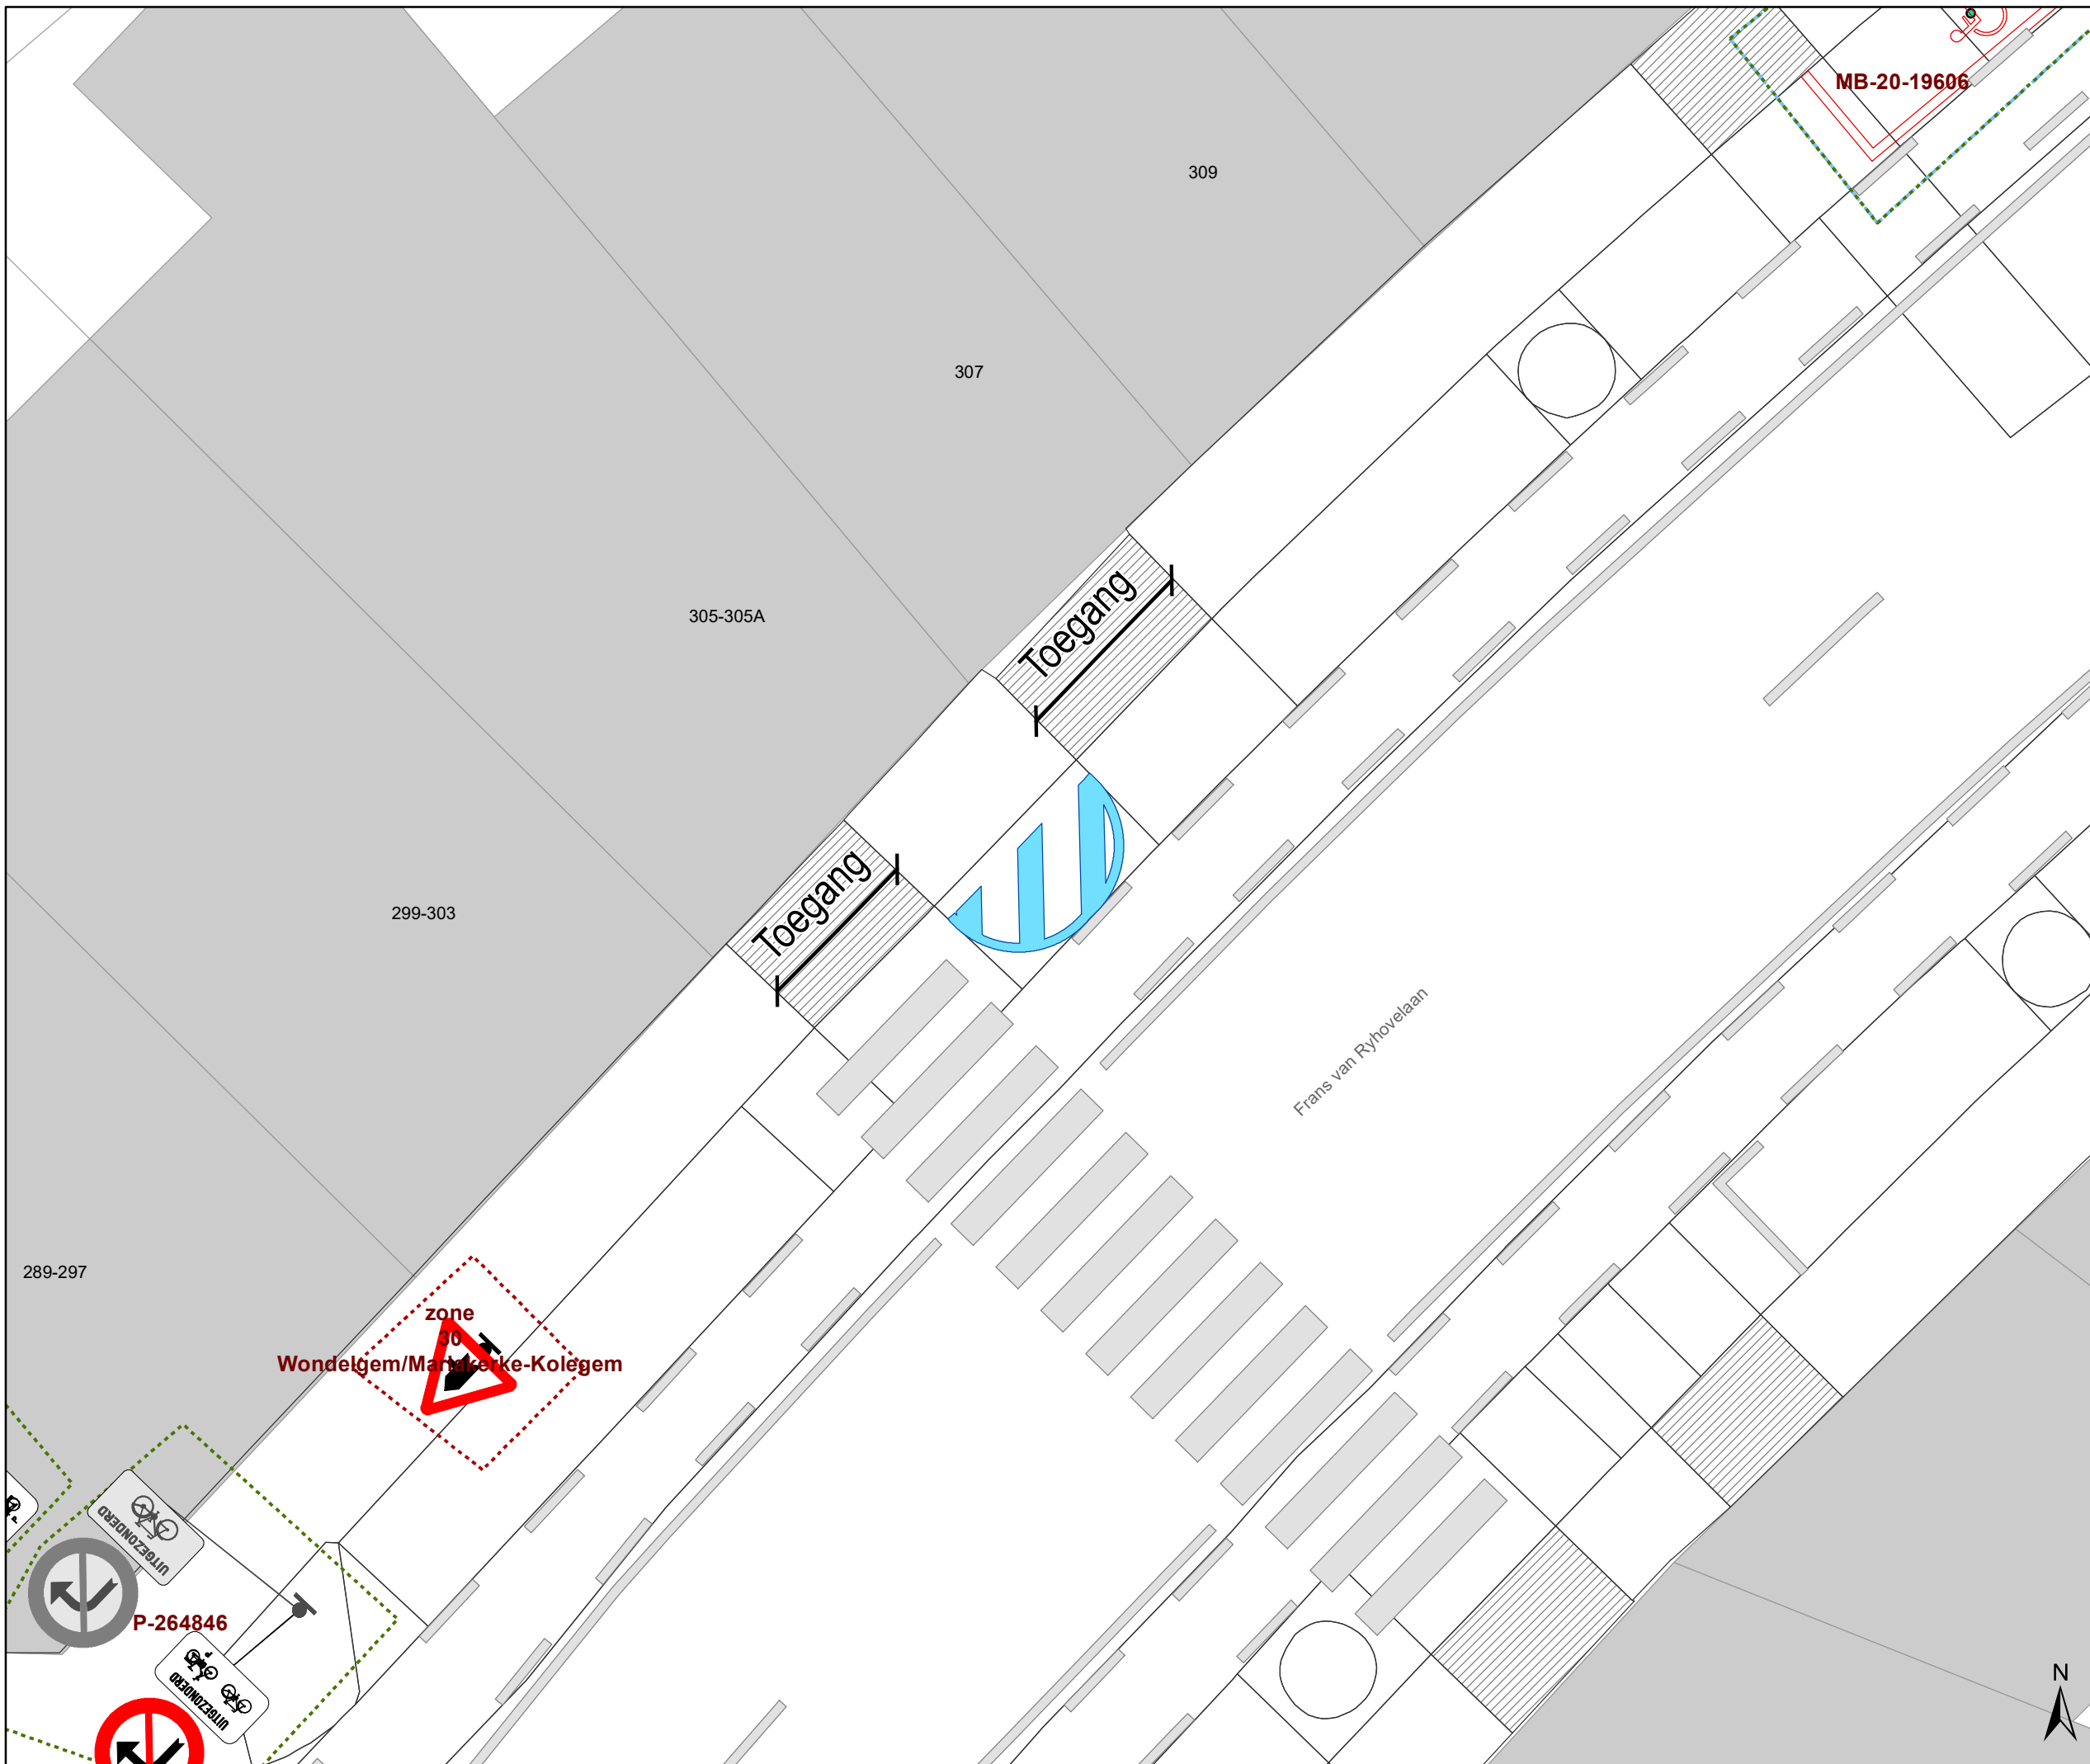 MB-20-19606
309
307
Toegang
305-305A
Toegang
299-303
Frans van Ryhovelaan
289-297
zone
30
Wondelgem/Mariakerke-Kolegem
UITGEZONDERD
P
P-264846
P
UITGEZONDERD
N